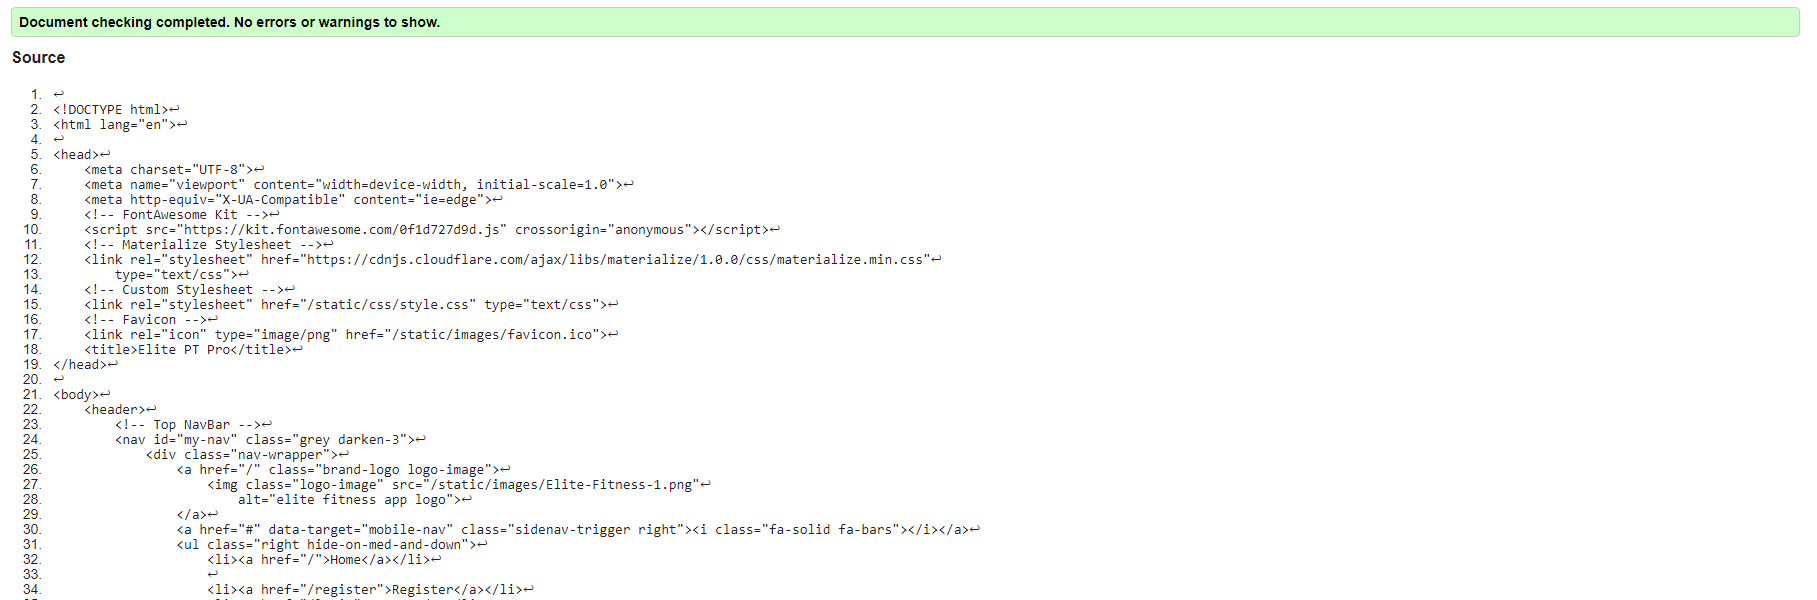 Document checking completed. No errors or warnings to show.
Source
1. ↩
2. <!DOCTYPE html>↩
3. <html lang="en">↩
4. ↩
5. <head>↩
6. <meta charset="UTF-8">↩
7. <meta name="viewport" content="width=device-width, initial-scale=1.0">↩
8. <meta http-equiv="X-UA-Compatible" content="ie=edge">↩
9. <!-- FontAwesome Kit -->↩
10. <script src="https://kit.fontawesome.com/0f1d727d9d.js" crossorigin="anonymous"></script>↩
11. <!-- Materialize Stylesheet -->↩
12. <link rel="stylesheet" href="https://cdnjs.cloudflare.com/ajax/libs/materialize/1.0.0/css/materialize.min.css"↩
13. type="text/css">↩
14. <!-- Custom Stylesheet -->↩
15. <link rel="stylesheet" href="/static/css/style.css" type="text/css">↩
16. <!-- Favicon -->↩
17. <link rel="icon" type="image/png" href="/static/images/favicon.ico">↩
18. <title>Elite PT Pro</title>↩
19. </head>↩
20. ↩
21. <body>↩
22. <header>↩
23. <!-- Top NavBar -->↩
24. <nav id="my-nav" class="grey darken-3">↩
25. <div class="nav-wrapper">↩
26. <a href="/" class="brand-logo logo-image">↩
27. <img class="logo-image" src="/static/images/Elite-Fitness-1.png"↩
28. alt="elite fitness app logo">↩
29. </a>↩
30. <a href="#" data-target="mobile-nav" class="sidenav-trigger right"><i class="fa-solid fa-bars"></i></a>↩
31. <ul class="right hide-on-med-and-down">↩
32. <li><a href="/">Home</a></li>↩
33. ↩
34. <li><a href="/register">Register</a></li>↩